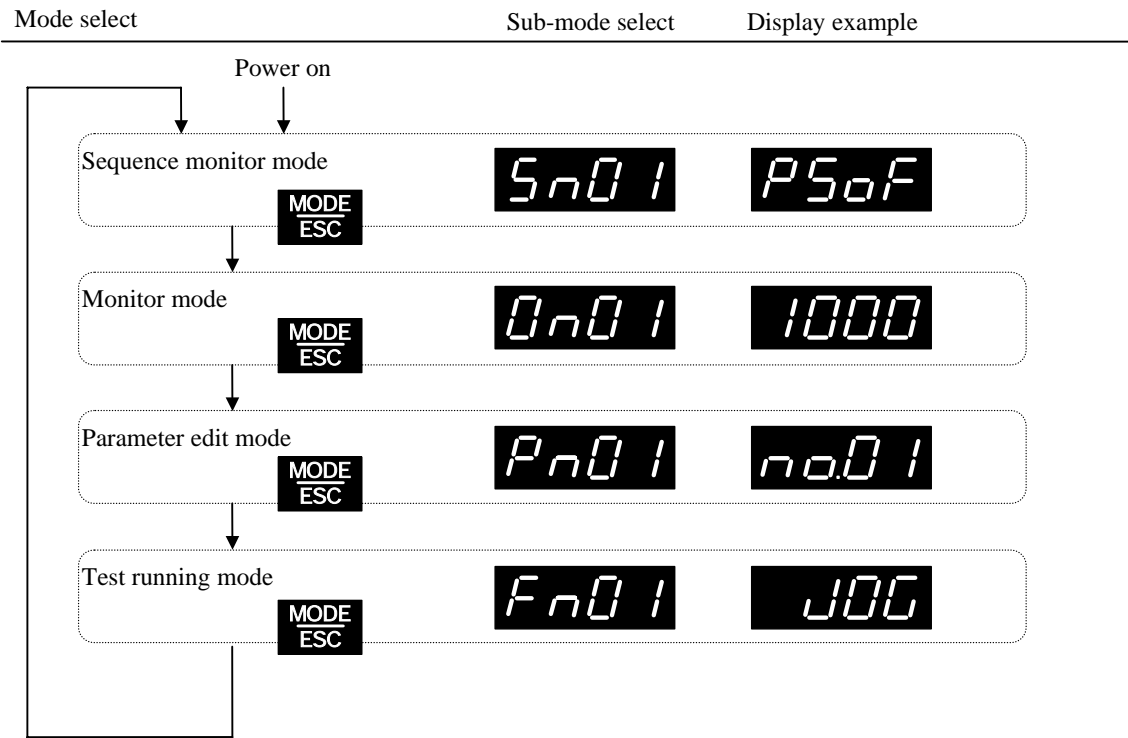 Mode select Sub-mode select Display example
Power on
Sequence monitor mode Sn01 PSoF
MODE
ESC
Monitor mode 0n01 1000
MODE
ESC
Parameter edit mode Pn01 no.01
MODE
ESC
Test running mode Fn01 JOG
MODE
ESC